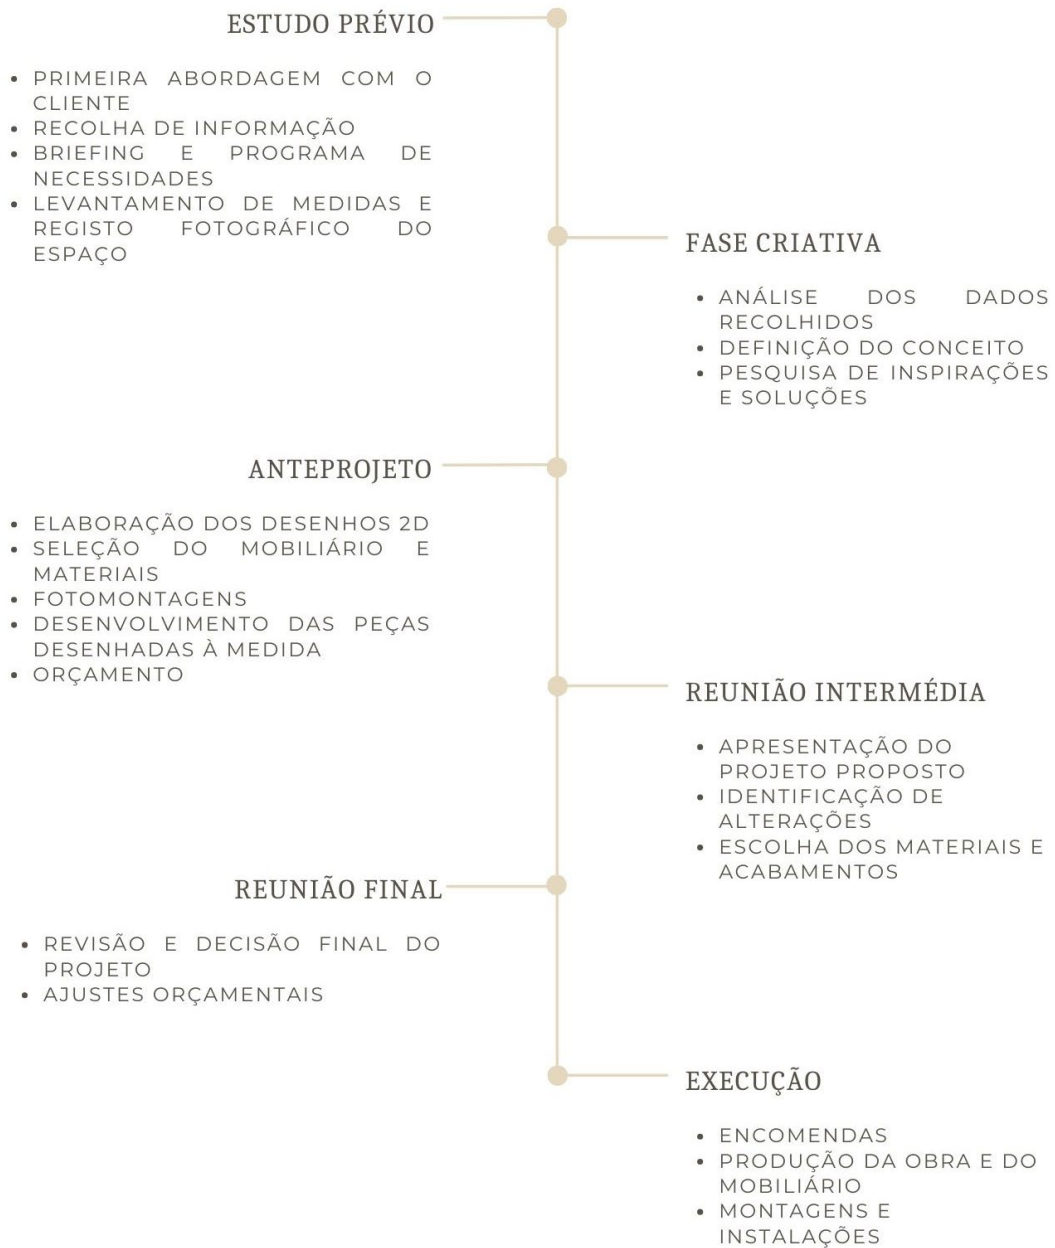 ESTUDO PRÉVIO
PRIMEIRA ABORDAGEM COM O
CLIENTE
RECOLHA DE INFORMAÇÃO
BRIEFING E PROGRAMA DE
NECESSIDADES
LEVANTAMENTO DE MEDIDAS E
REGISTO FOTOGRÁFICO DO
ESPAÇO
FASE CRIATIVA
ANÁLISE DOS DADOS
RECOLHIDOS
DEFINIÇÃO DO CONCEITO
PESQUISA DE INSPIRAÇÕES
E SOLUÇÕES
ANTEPROJETO
ELABORAÇÃO DOS DESENHOS 2D
SELEÇÃO DO MOBILIÁRIO E
MATERIAIS
FOTOMONTAGENS
DESENVOLVIMENTO DAS PEÇAS
DESENHADAS À MEDIDA
ORÇAMENTO
REUNIÃO INTERMÉDIA
APRESENTAÇÃO DO
PROJETO PROPOSTO
IDENTIFICAÇÃO DE
ALTERAÇÕES
ESCOLHA DOS MATERIAIS E
ACABAMENTOS
REUNIÃO FINAL
REVISÃO E DECISÃO FINAL DO
PROJETO
AJUSTES ORÇAMENTAIS
EXECUÇÃO
ENCOMENDAS
PRODUÇÃO DA OBRA E DO
MOBILIÁRIO
MONTAGENS E
INSTALAÇÕES